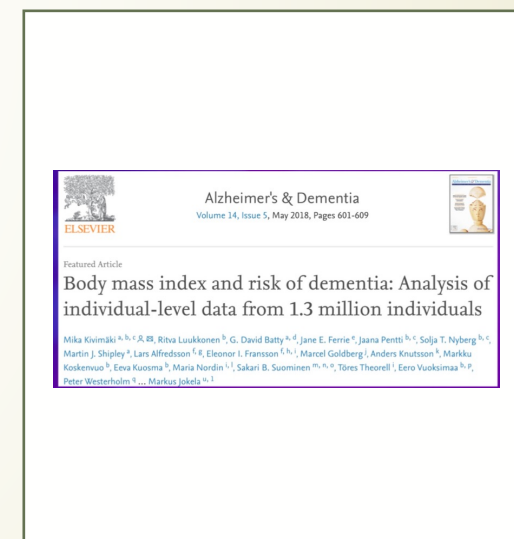 ELSEVIER
Alzheimer's & Dementia
Volume 14, Issue 5, May 2018, Pages 601-609
Featured Article
Body mass index and risk of dementia: Analysis of
individual-level data from 1.3 million individuals
Mika Kivimäki a, b, c, Ritva Luukkonen b, G. David Batty a, d, Jane E. Ferrie e, Jaana Pentti b, c, Solja T. Nyberg b, c,
Martin J. Shipley a, Lars Alfredsson f, g, Eleonor I. Fransson f, h, i, Marcel Goldberg j, Anders Knutsson k, Markku
Koskenvuo b, Eeva Kuosma b, Maria Nordin i, l, Sakari B. Suominen m, n, o, Töres Theorell i, Eero Vuoksimaa b, p,
Peter Westerholm q ... Markus Jokela u, 1